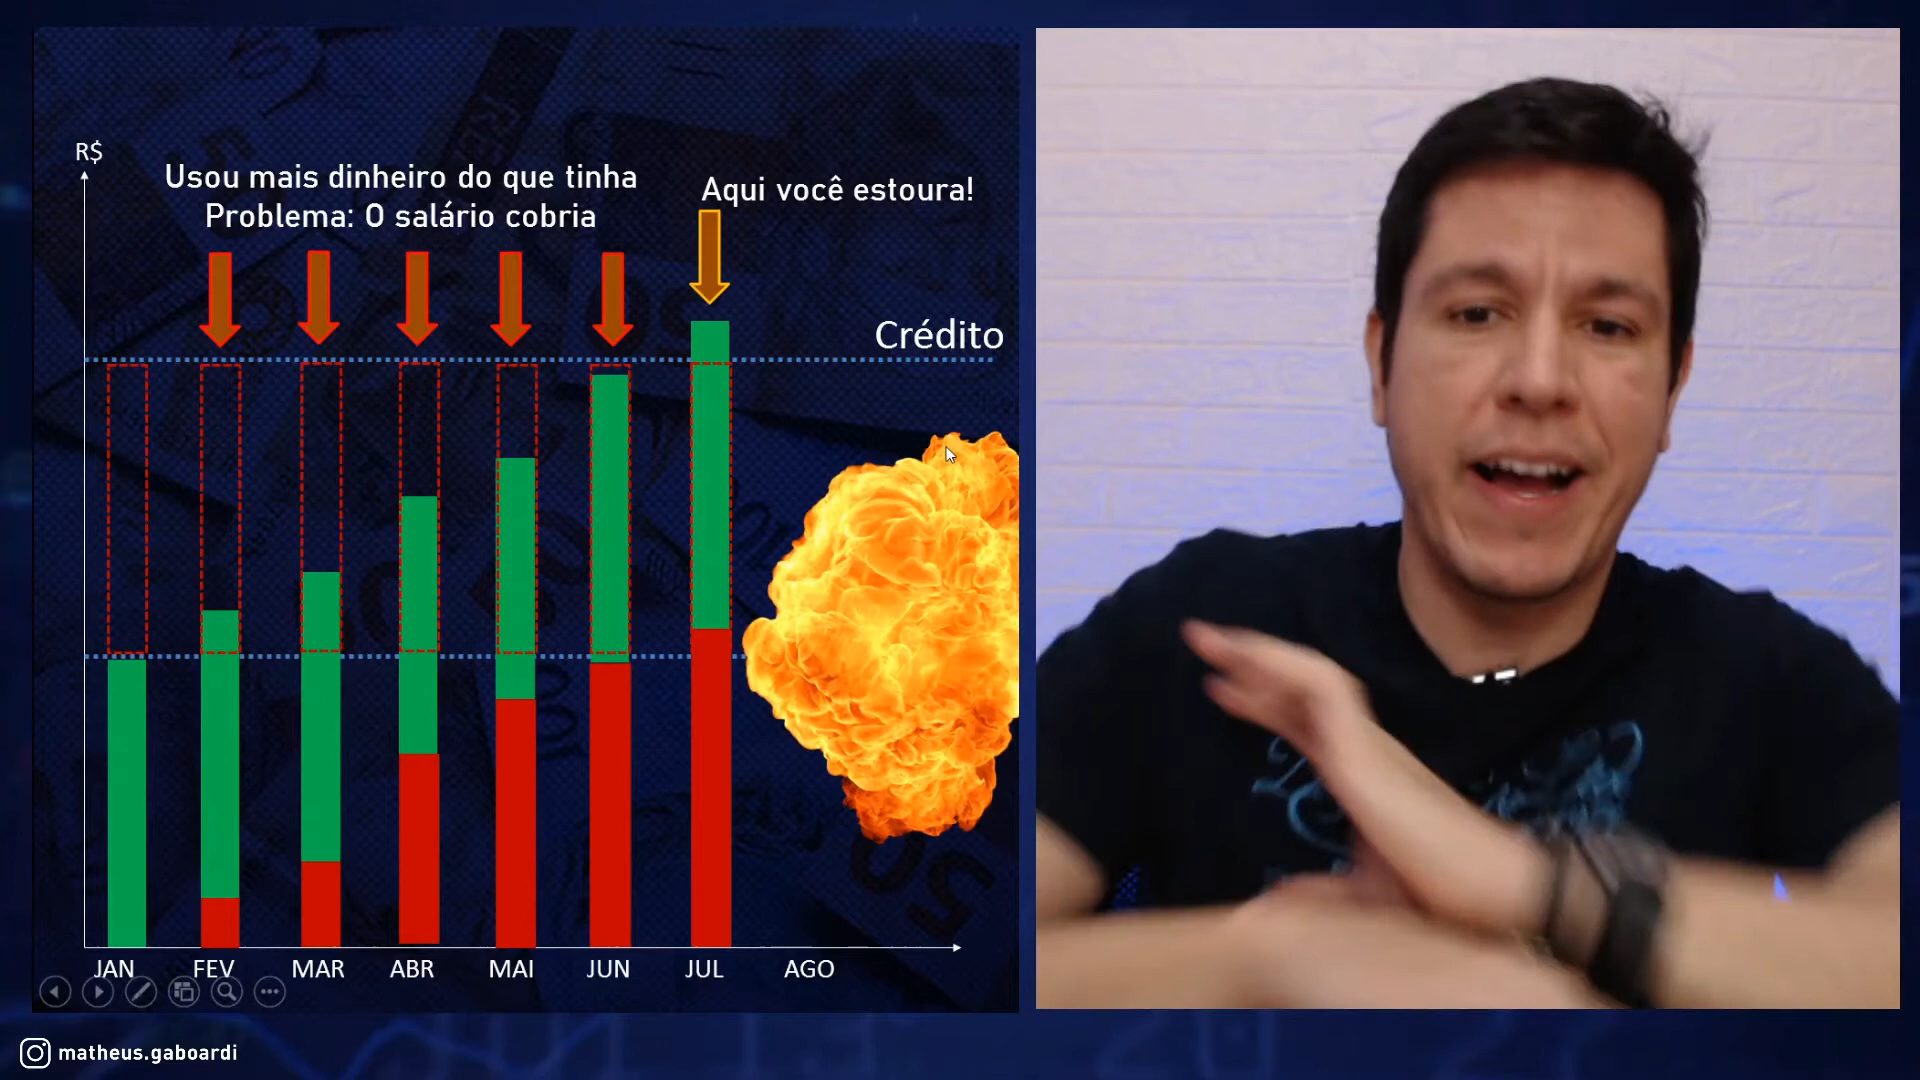 R$
Usou mais dinheiro do que tinha
Problema: O salário cobria
Aqui você estoura!
Crédito
JAN FEV MAR ABR MAI JUN JUL AGO
matheus.gaboardi